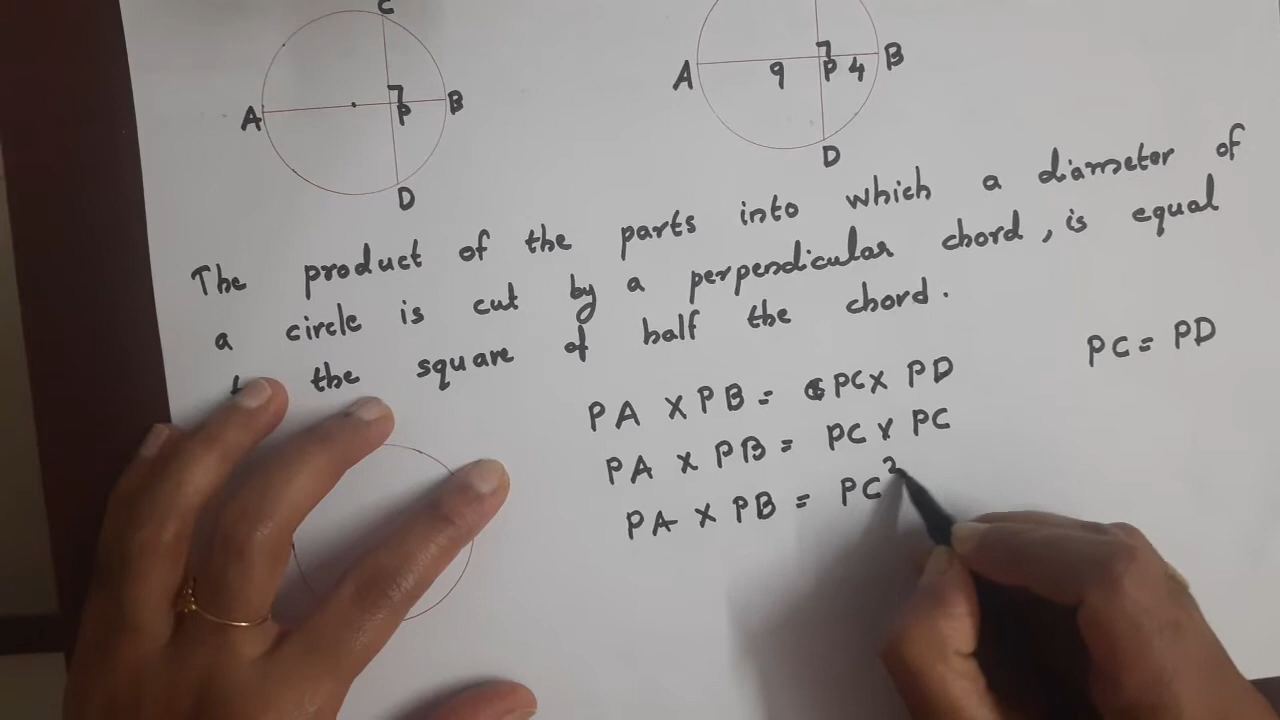 C
A
P
B
D
A
9
P
4
B
D
The product of the parts into which a diameter of
a circle is cut by a perpendicular chord, is equal
the square of half the chord.
PA X PB = PC X PD
PC = PD
PA X PB = PC X PC
PA X PB = PC²